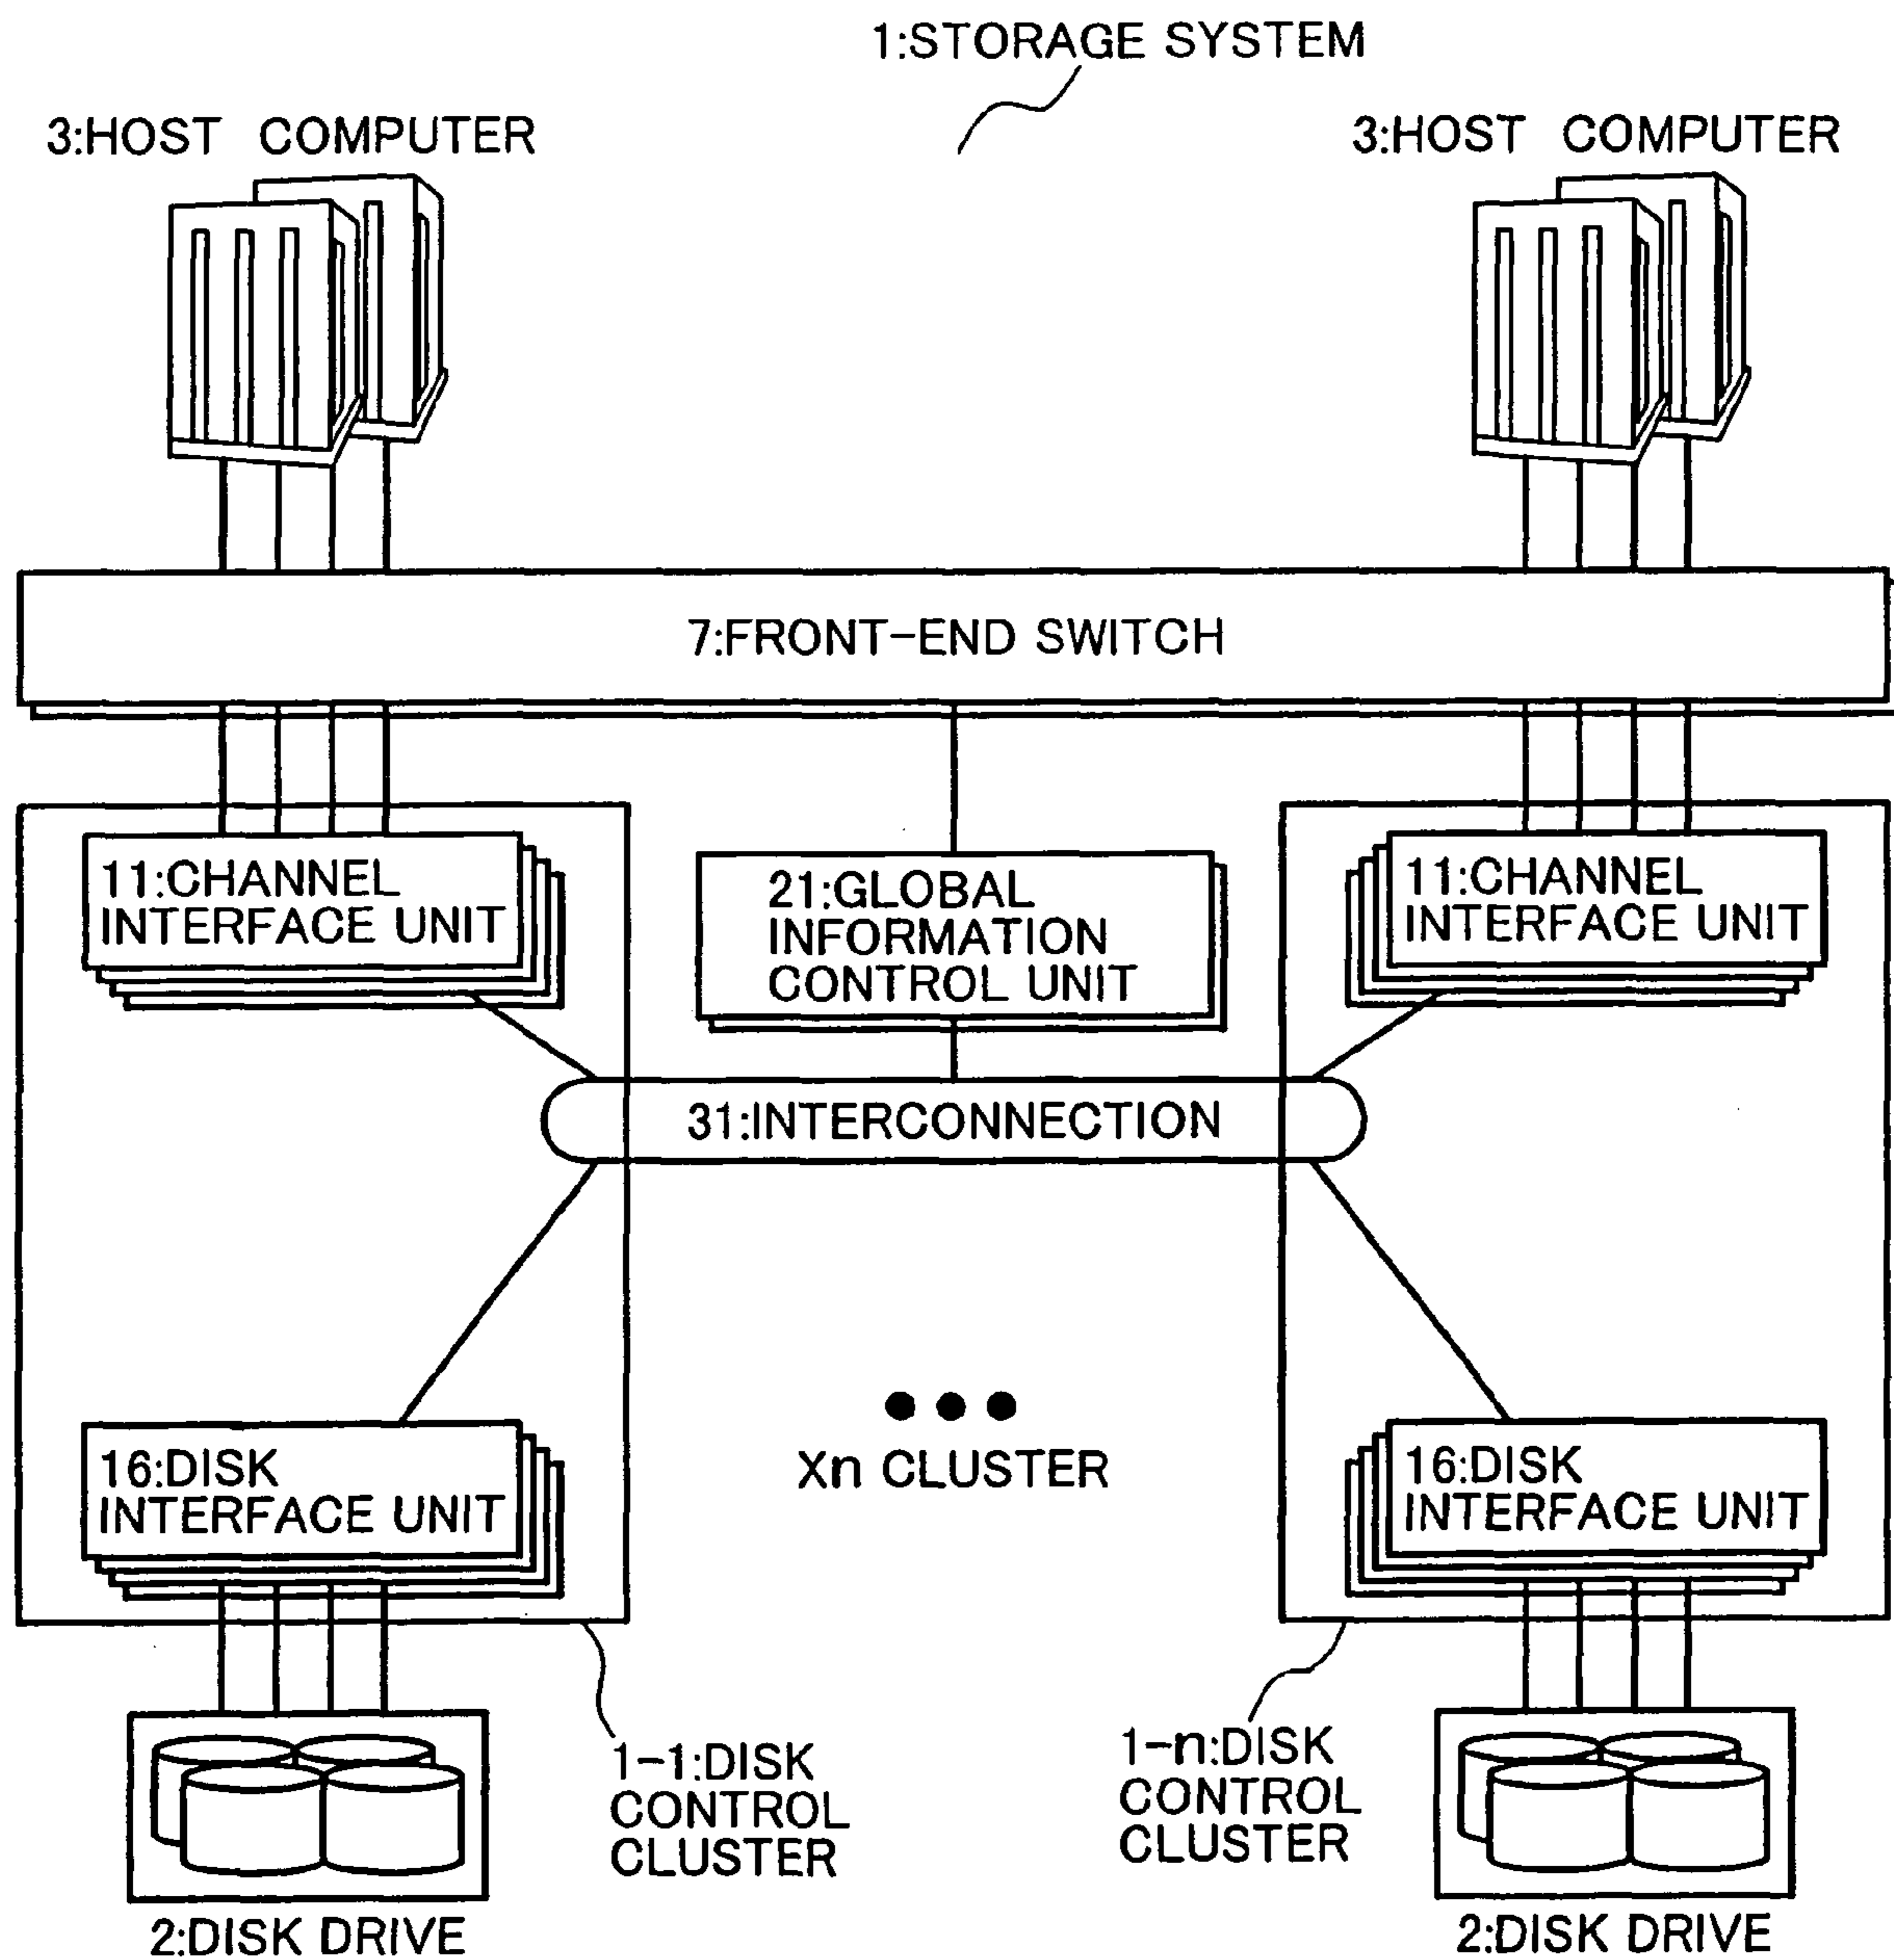 1:STORAGE SYSTEM
3:HOST COMPUTER
3:HOST COMPUTER
7:FRONT-END SWITCH
11:CHANNEL
INTERFACE UNIT
21:GLOBAL
INFORMATION
CONTROL UNIT
11:CHANNEL
INTERFACE UNIT
31:INTERCONNECTION
16:DISK
INTERFACE UNIT
Xn CLUSTER
16:DISK
INTERFACE UNIT
1-1:DISK
CONTROL
CLUSTER
1-n:DISK
CONTROL
CLUSTER
2:DISK DRIVE
2:DISK DRIVE